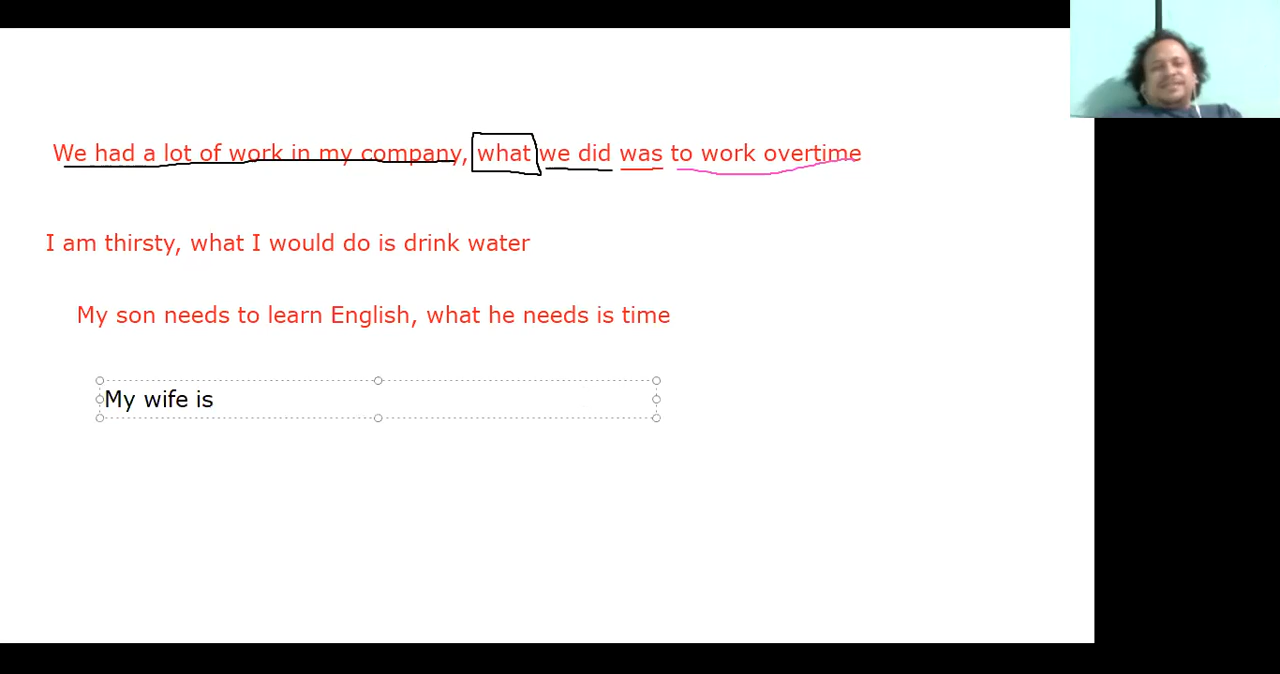 We had a lot of work in my company, what we did was to work overtime
I am thirsty, what I would do is drink water
My son needs to learn English, what he needs is time
My wife is